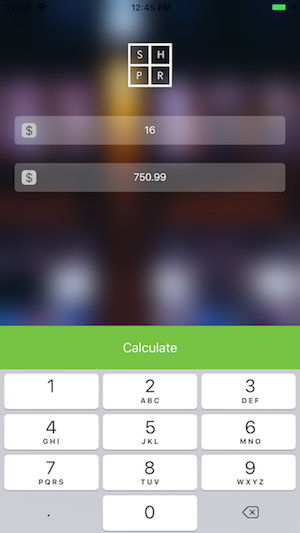 Carrier 12:45 PM
S H
P R
$ 16
$ 750.99
Calculate
1 2 3
ABC DEF
4 5 6
GHI JKL MNO
7 8 9
PQRS TUV WXYZ
. 0